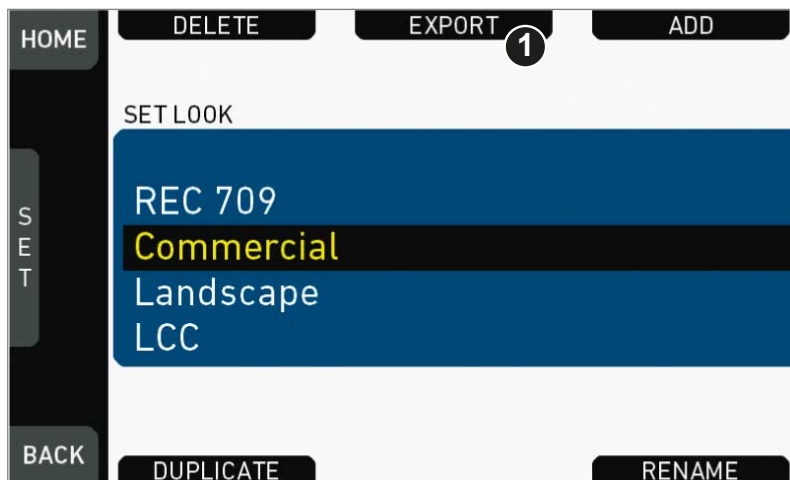 HOME
DELETE
EXPORT
1
ADD
SET LOOK
REC 709
Commercial
Landscape
LCC
SET
BACK
DUPLICATE
RENAME